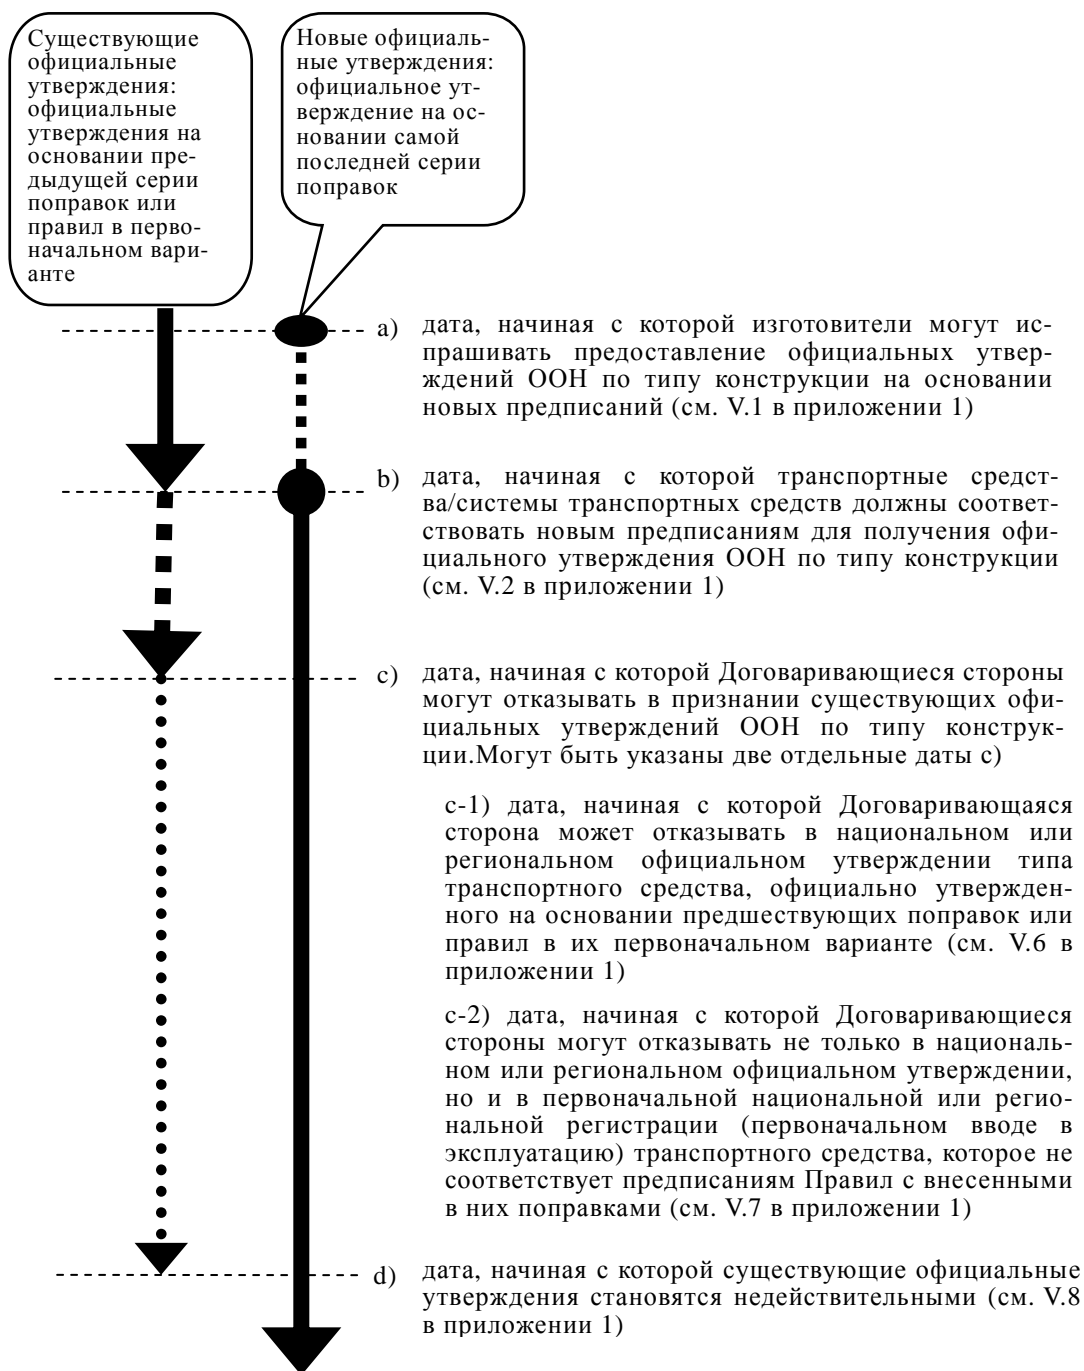 Существующие
официальные
утверждения:
официальные
утверждения на
основании пре-
дыдущей серии
поправок или
правил в перво-
начальном вари-
анте
Новые официаль-
ные утверждения:
официальное ут-
верждение на ос-
новании самой
последней серии
поправок
a) дата, начиная с которой изготовители могут ис-
прашивать предоставление официальных утвер-
ждений ООН по типу конструкции на основании
новых предписаний (см. V.1 в приложении 1)
b) дата, начиная с которой транспортные средст-
ва/системы транспортных средств должны соответ-
ствовать новым предписаниям для получения офи-
циального утверждения ООН по типу конструкции
(см. V.2 в приложении 1)
c) дата, начиная с которой Договаривающиеся стороны
могут отказывать в признании существующих офи-
циальных утверждений ООН по типу конструк-
ции.Могут быть указаны две отдельные даты c)
c-1) дата, начиная с которой Договаривающаяся
сторона может отказывать в национальном или
региональном официальном утверждении типа
транспортного средства, официально утвержден-
ного на основании предшествующих поправок или
правил в их первоначальном варианте (см. V.6 в
приложении 1)
c-2) дата, начиная с которой Договаривающиеся
стороны могут отказывать не только в националь-
ном или региональном официальном утверждении,
но и в первоначальной национальной или регио-
нальной регистрации (первоначальном вводе в
эксплуатацию) транспортного средства, которое не
соответствует предписаниям Правил с внесенными
в них поправками (см. V.7 в приложении 1)
d) дата, начиная с которой существующие официальные
утверждения становятся недействительными (см. V.8
в приложении 1)